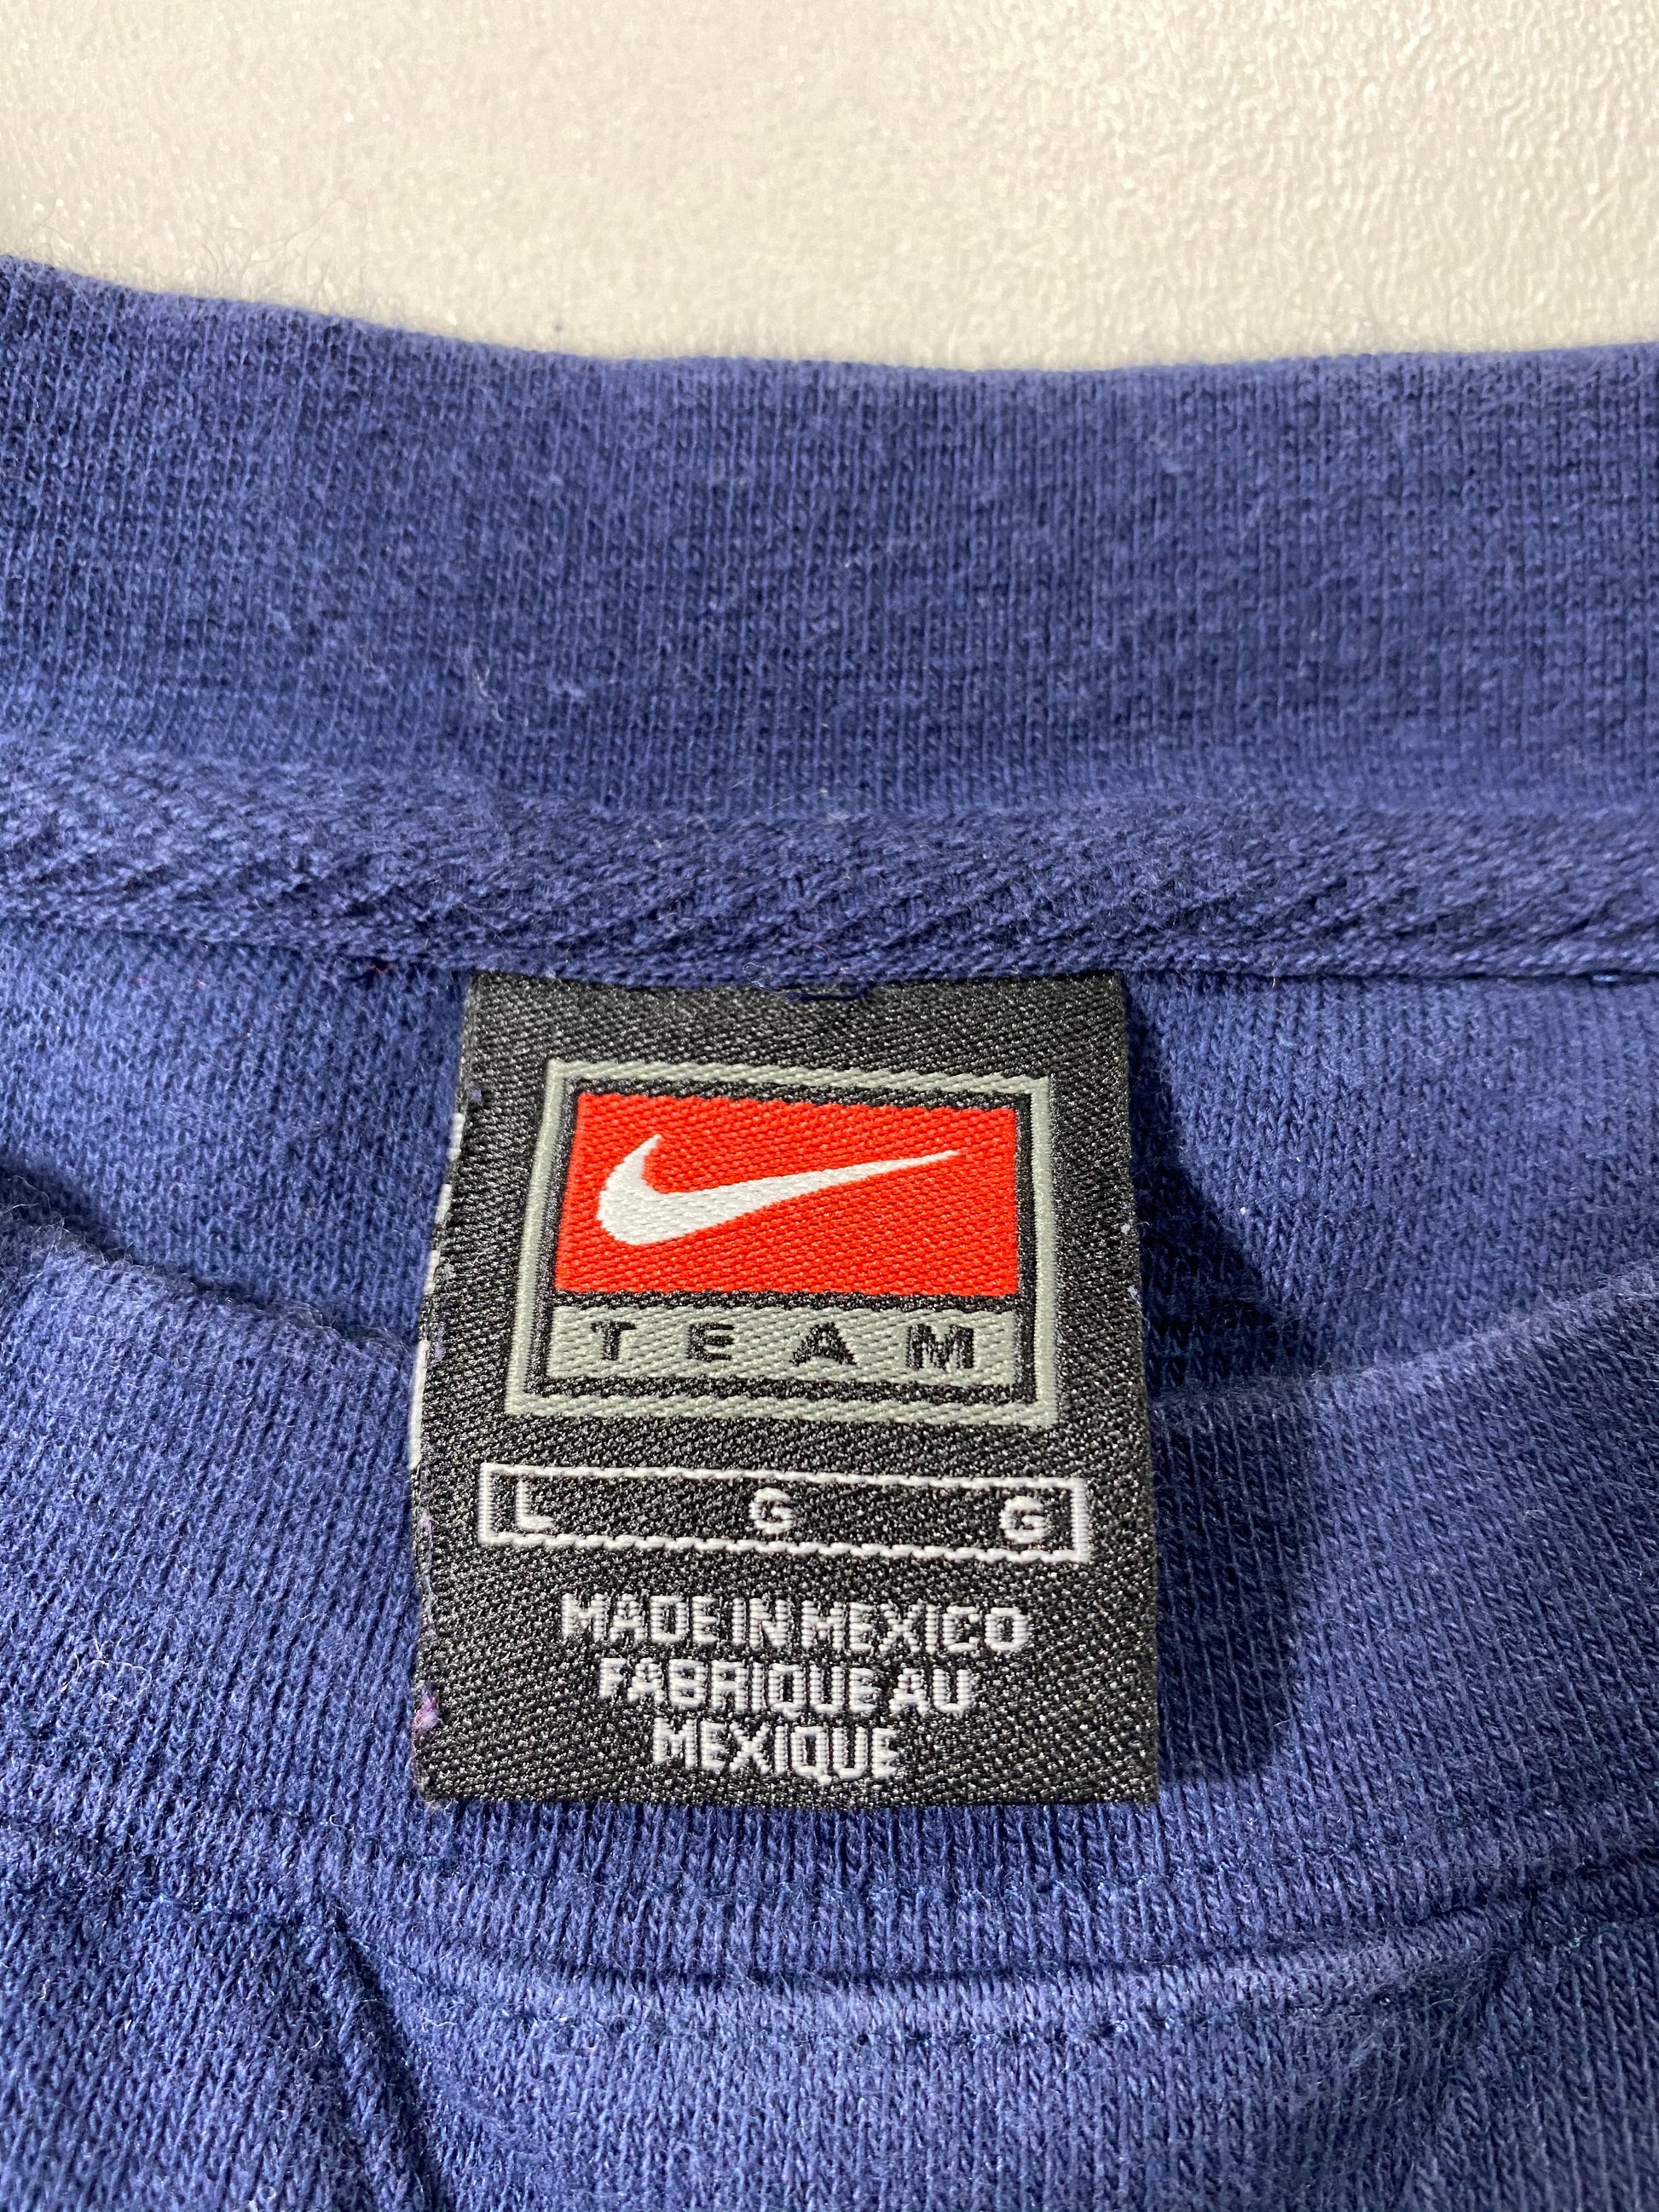 TEAM
L G G
MADE IN MEXICO
FABRIQUE AU
MEXIQUE